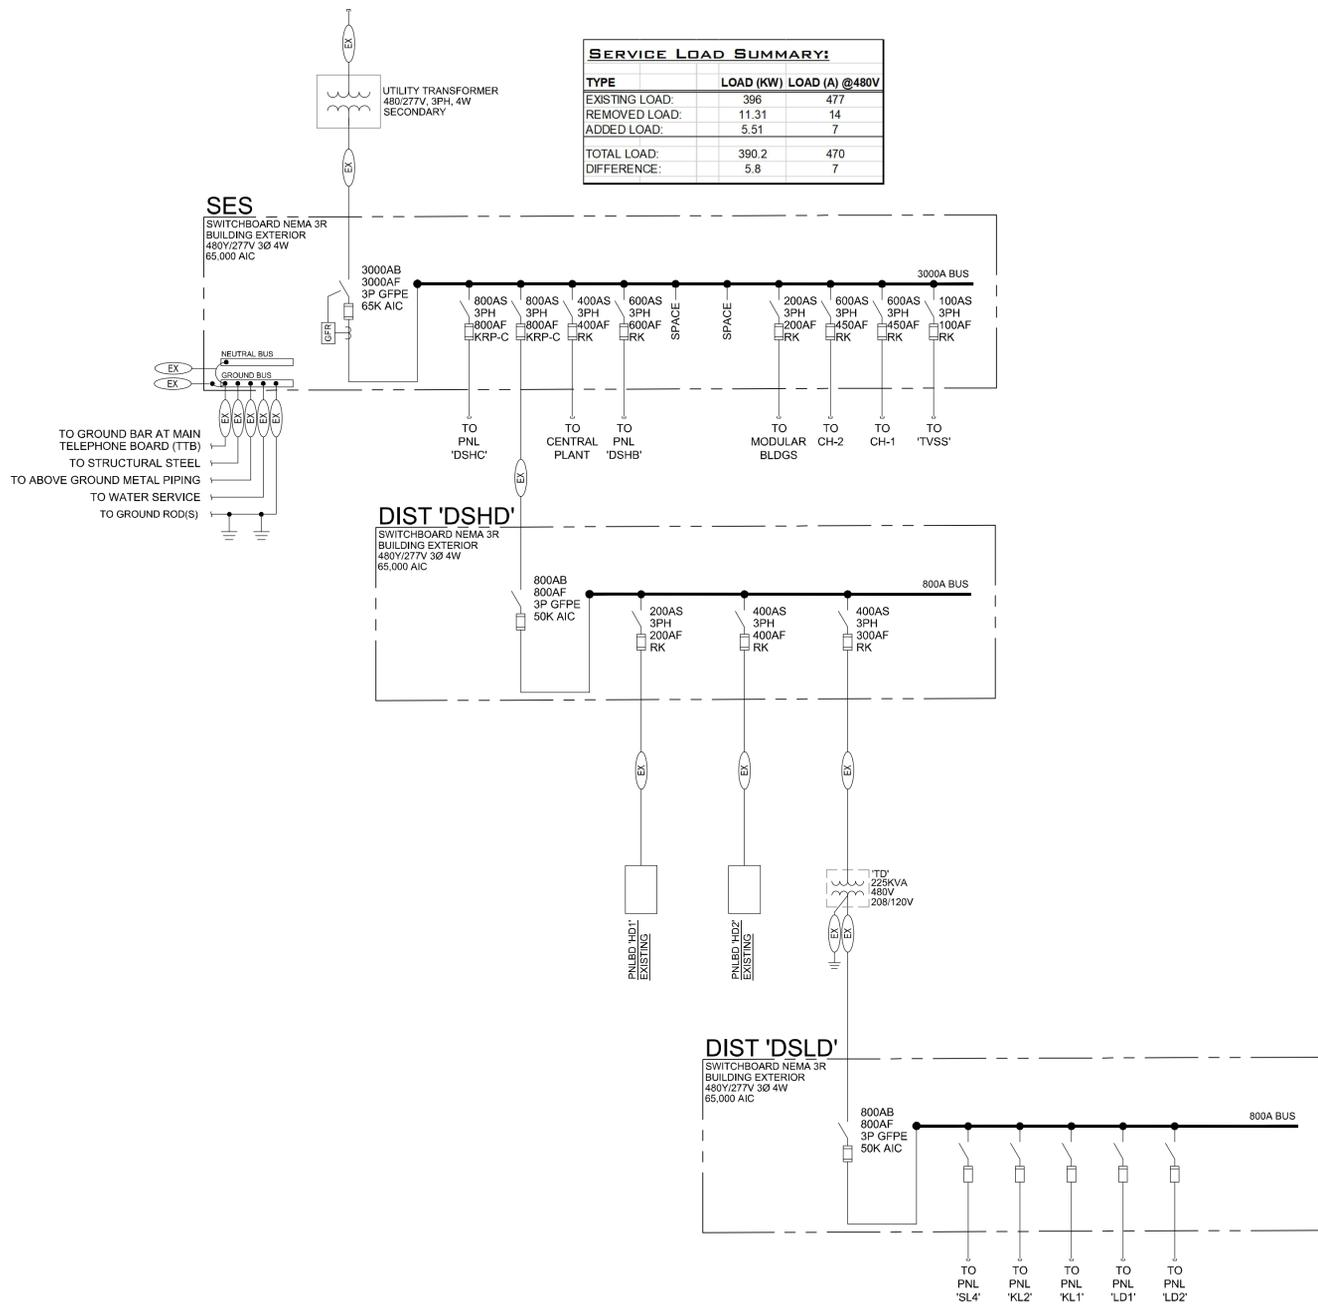 EX
SERVICE LOAD SUMMARY:
TYPE LOAD (KW) LOAD (A) @480V
EXISTING LOAD: 396 477
REMOVED LOAD: 11.31 14
ADDED LOAD: 5.51 7
TOTAL LOAD: 390.2 470
DIFFERENCE: 5.8 7
UTILITY TRANSFORMER
480/277V, 3PH, 4W
SECONDARY
EX
SES
SWITCHBOARD NEMA 3R
BUILDING EXTERIOR
480Y/277V 3Ø 4W
65,000 AIC
3000AB
3000AF
3P GFPE
65K AIC
GFR
3000A BUS
800AS
3PH
800AF
KRP-C
800AS
3PH
800AF
KRP-C
400AS
3PH
400AF
RK
600AS
3PH
600AF
RK
SPACE
SPACE
200AS
3PH
200AF
RK
600AS
3PH
450AF
RK
600AS
3PH
450AF
RK
100AS
3PH
100AF
RK
NEUTRAL BUS
EX
GROUND BUS
EX
EX
EX
EX
EX
EX
TO GROUND BAR AT MAIN
TELEPHONE BOARD (TTB)
TO STRUCTURAL STEEL
TO ABOVE GROUND METAL PIPING
TO WATER SERVICE
TO GROUND ROD(S)
TO
PNL
'DSHC'
TO
CENTRAL
PLANT
TO
PNL
'DSHB'
TO
MODULAR
BLDGS
TO
CH-2
TO
CH-1
TO
'TVSS'
EX
DIST 'DSHD'
SWITCHBOARD NEMA 3R
BUILDING EXTERIOR
480Y/277V 3Ø 4W
65,000 AIC
800AB
800AF
3P GFPE
50K AIC
800A BUS
200AS
3PH
200AF
RK
400AS
3PH
400AF
RK
400AS
3PH
300AF
RK
EX
EX
EX
PNLBD 'HD1'
EXISTING
PNLBD 'HD2'
EXISTING
'TD'
225KVA
480V
208/120V
EX
EX
DIST 'DSLD'
SWITCHBOARD NEMA 3R
BUILDING EXTERIOR
480Y/277V 3Ø 4W
65,000 AIC
800AB
800AF
3P GFPE
50K AIC
800A BUS
TO
PNL
'SL4'
TO
PNL
'KL2'
TO
PNL
'KL1'
TO
PNL
'LD1'
TO
PNL
'LD2'